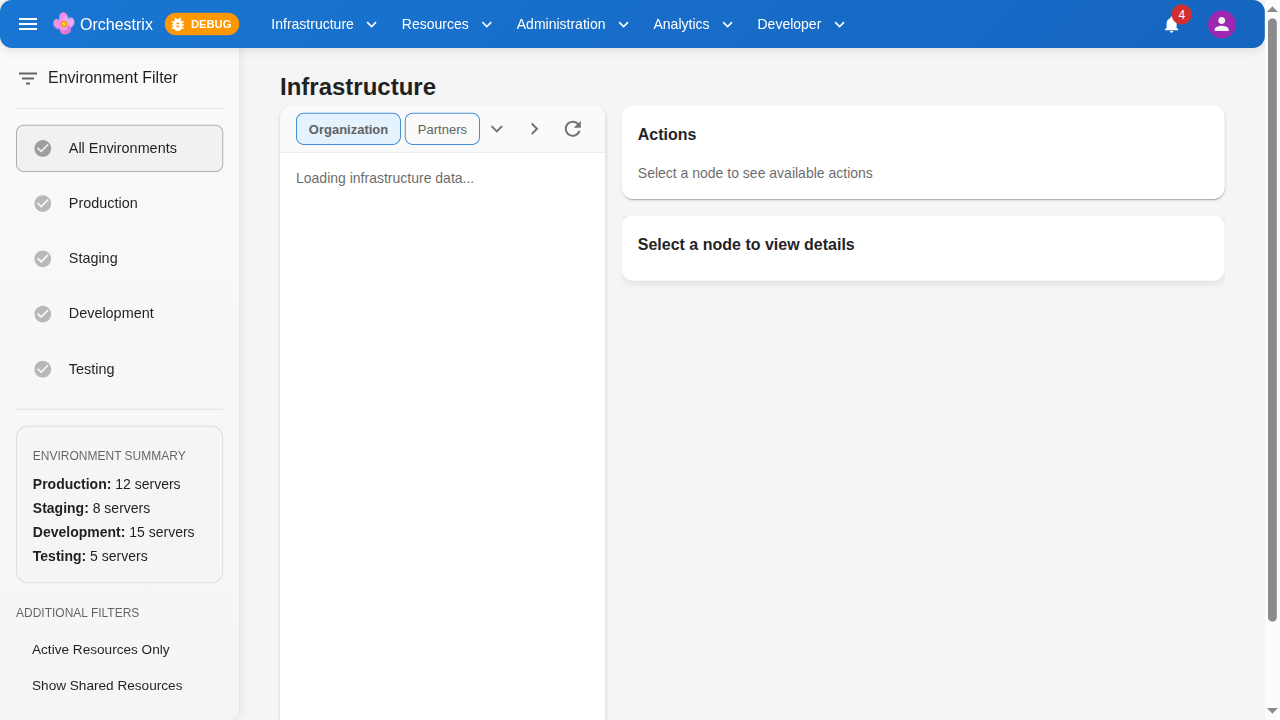 Orchestrix
DEBUG
Infrastructure
Resources
Administration
Analytics
Developer
4
Environment Filter
All Environments
Production
Staging
Development
Testing
ENVIRONMENT SUMMARY
Production: 12 servers
Staging: 8 servers
Development: 15 servers
Testing: 5 servers
ADDITIONAL FILTERS
Active Resources Only
Show Shared Resources
Infrastructure
Organization
Partners
Loading infrastructure data...
Actions
Select a node to see available actions
Select a node to view details